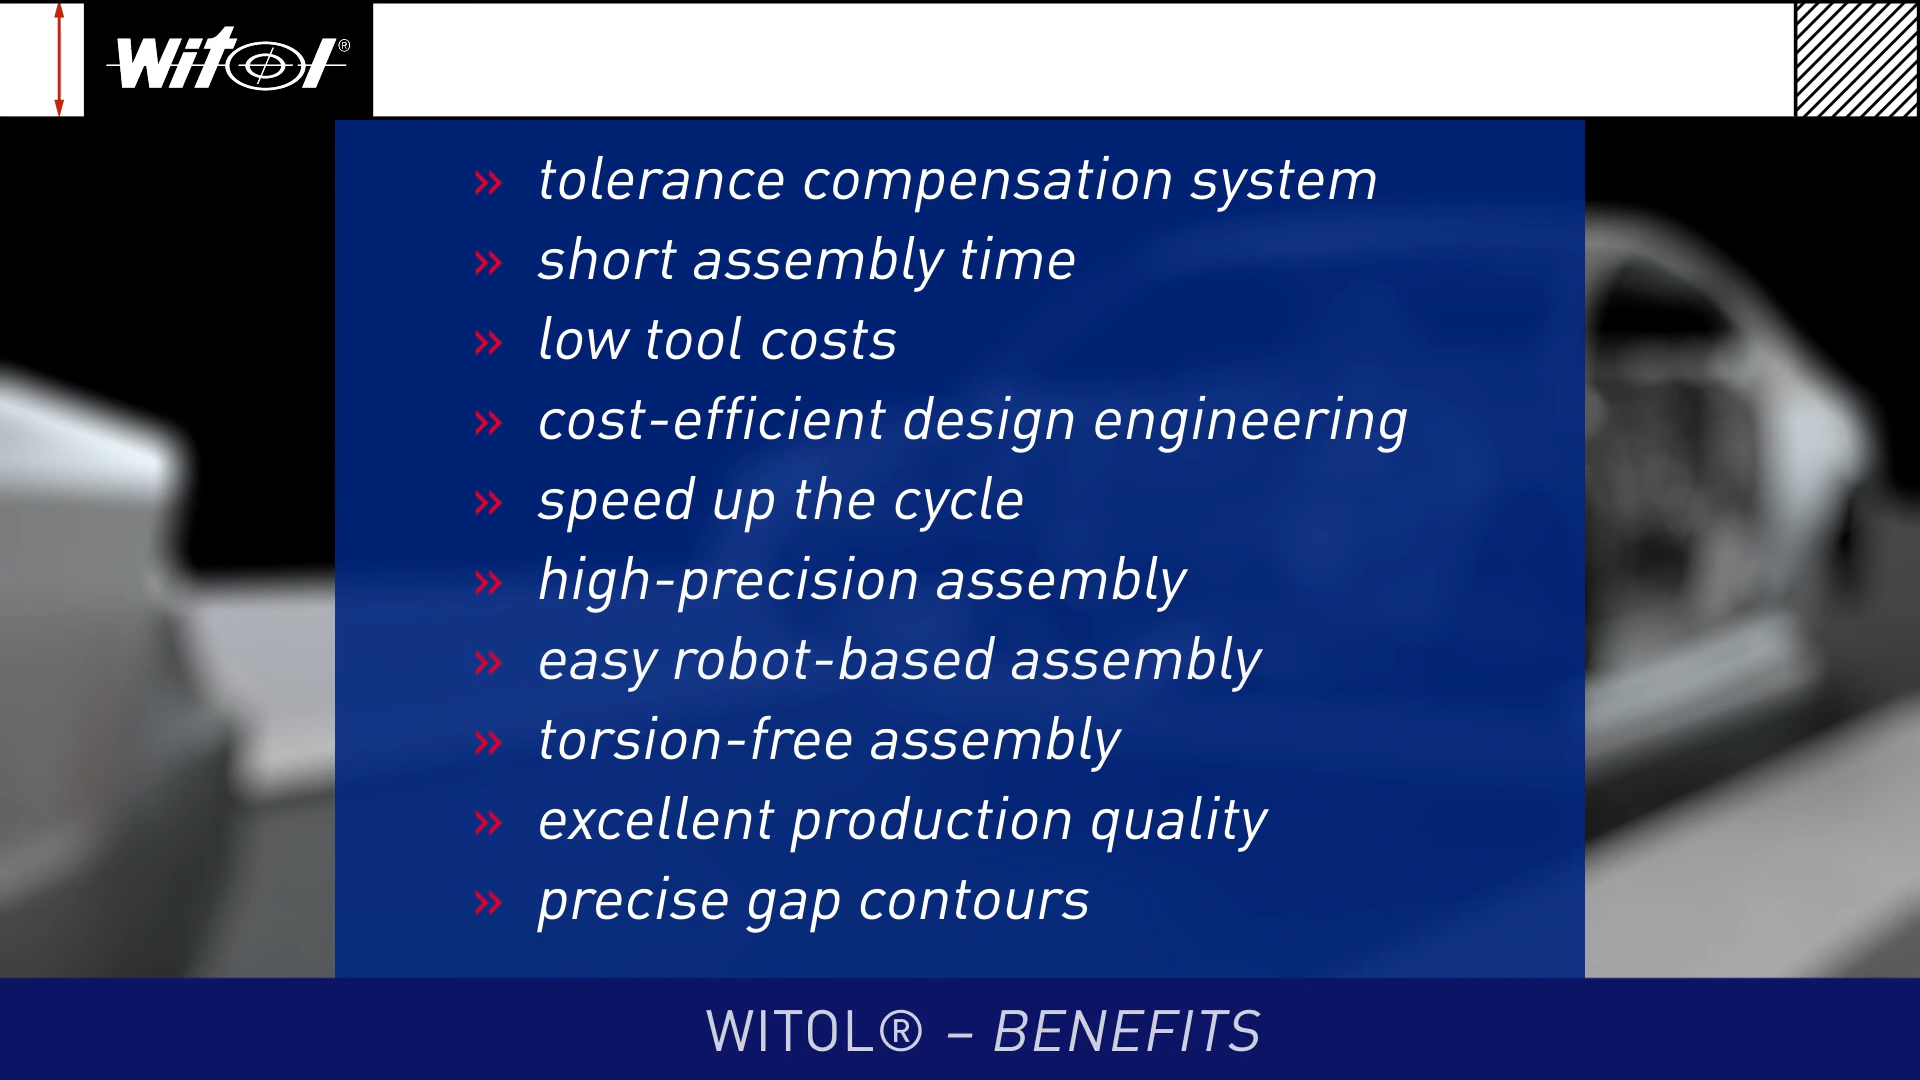 Witol®
» tolerance compensation system
» short assembly time
» low tool costs
» cost-efficient design engineering
» speed up the cycle
» high-precision assembly
» easy robot-based assembly
» torsion-free assembly
» excellent production quality
» precise gap contours
WITOL® – BENEFITS